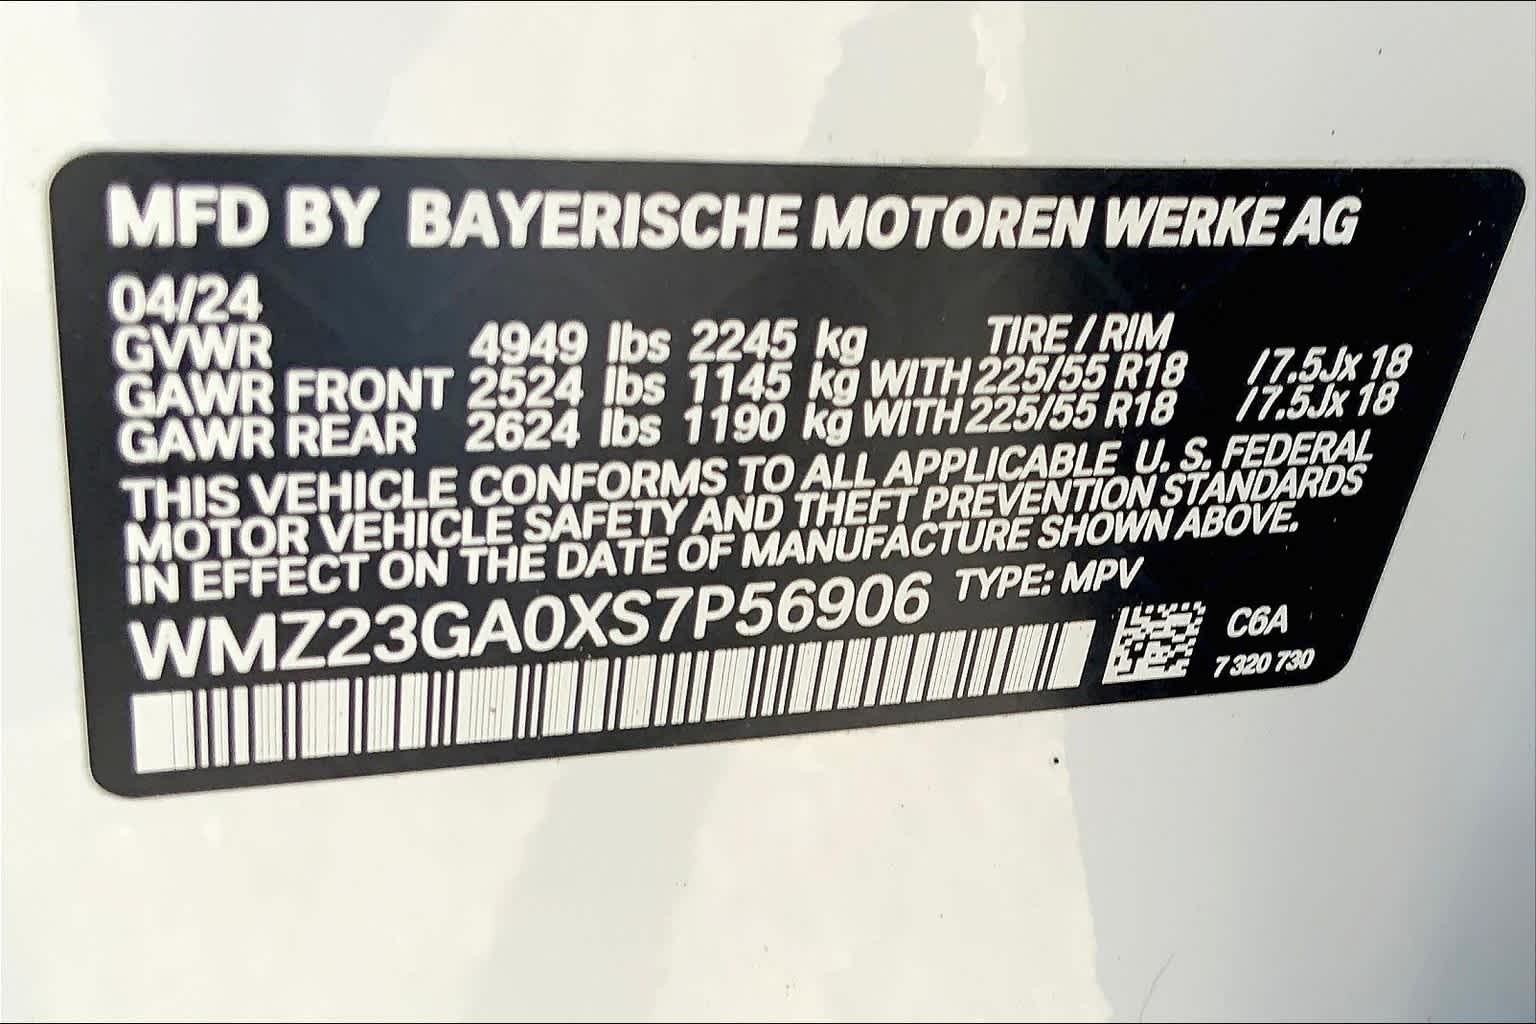 MFD BY BAYERISCHE MOTOREN WERKE AG
04/24
GVWR 4949 lbs 2245 kg TIRE / RIM
GAWR FRONT 2524 lbs 1145 kg WITH 225/55 R18 /7.5Jx 18
GAWR REAR 2624 lbs 1190 kg WITH 225/55 R18 /7.5Jx 18
THIS VEHICLE CONFORMS TO ALL APPLICABLE U. S. FEDERAL
MOTOR VEHICLE SAFETY AND THEFT PREVENTION STANDARDS
IN EFFECT ON THE DATE OF MANUFACTURE SHOWN ABOVE.
WMZ23GA0XS7P56906 TYPE: MPV
C6A
7 320 730